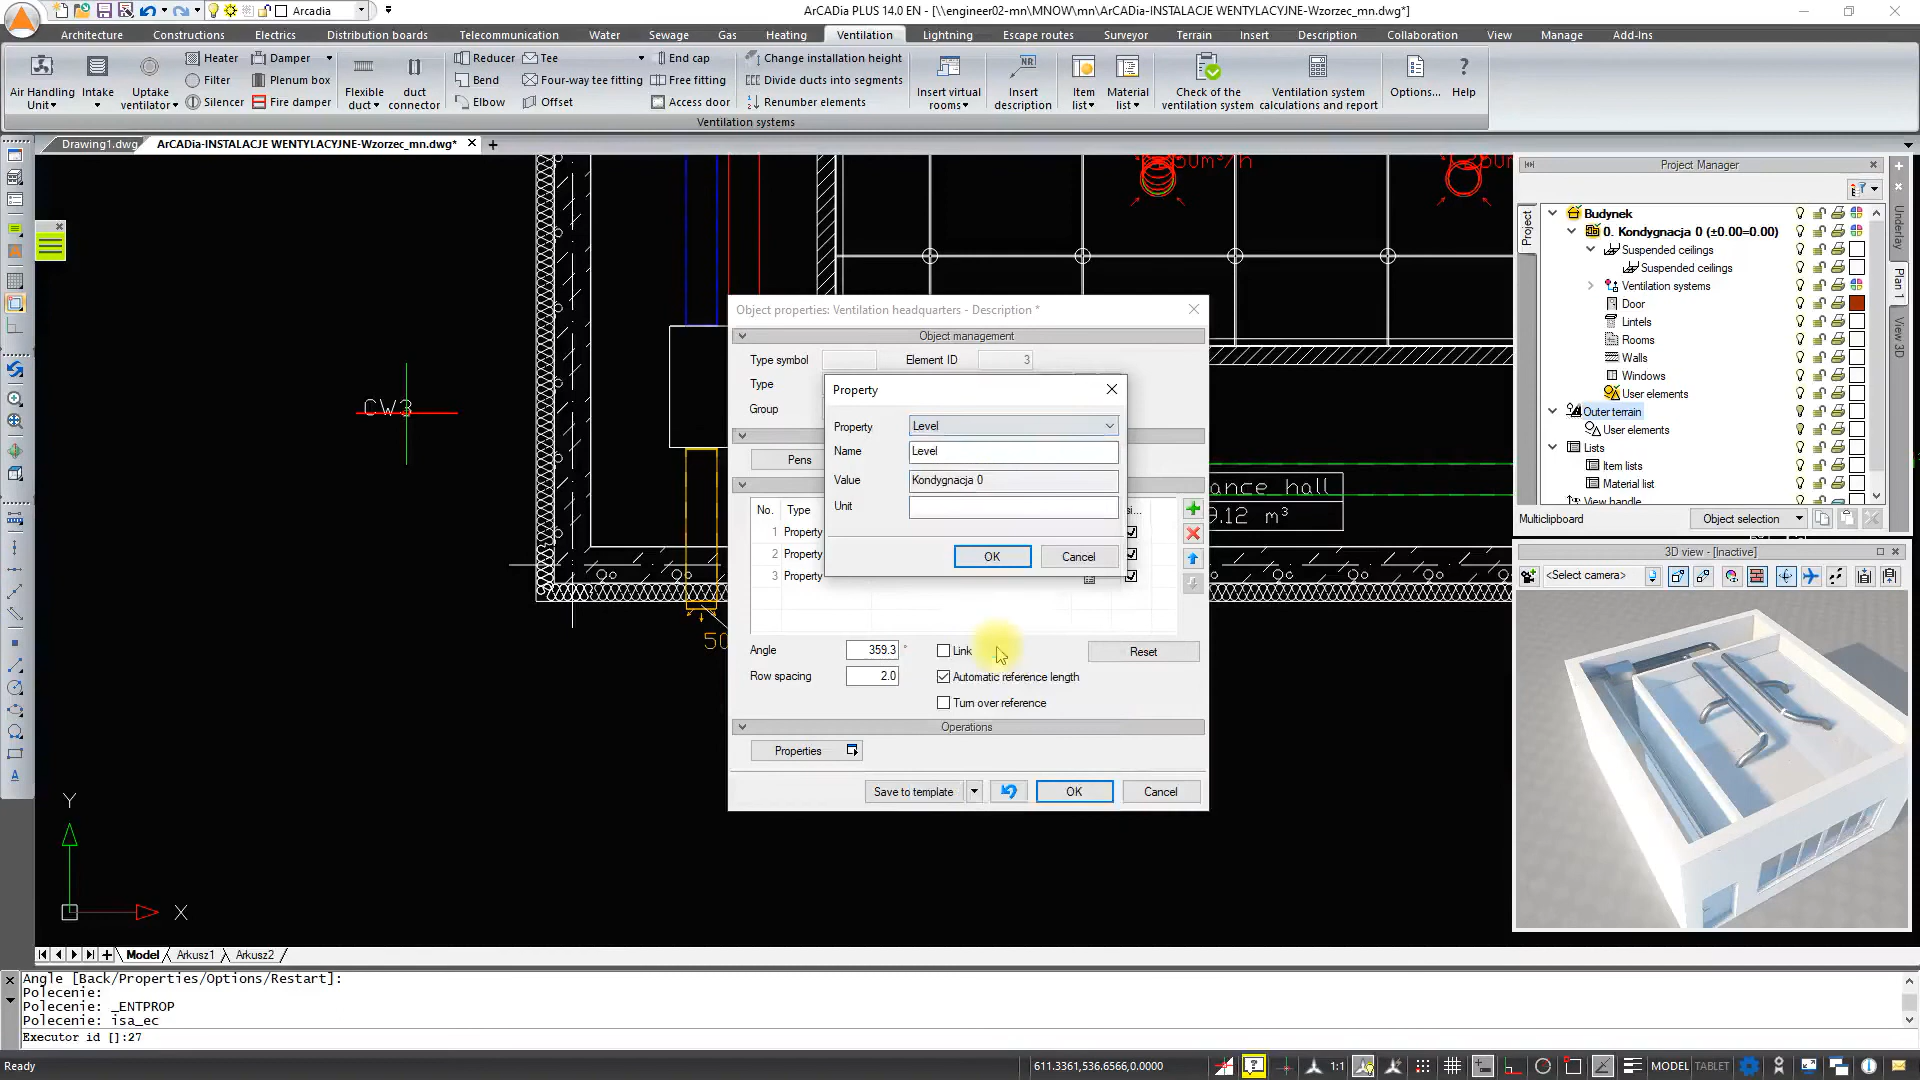 Arcadia
ArCADia PLUS 14.0 EN - [\\engineer02-mn\MNOW\mn\ArCADia-INSTALACJE WENTYLACYJNE-Wzorzec_mn.dwg*]
Architecture Constructions Electrics Distribution boards Telecommunication Water Sewage Gas Heating Ventilation Lightning Escape routes Surveyor Terrain Insert Description Collaboration View Manage Add-Ins
Air Handling Unit
Intake
Uptake ventilator
Heater
Filter
Silencer
Damper
Plenum box
Fire damper
Flexible duct
duct connector
Reducer
Bend
Elbow
Tee
Four-way tee fitting
Offset
End cap
Free fitting
Access door
Change installation height
Divide ducts into segments
Renumber elements
Insert virtual rooms
Insert description
Item list
Material list
Check of the ventilation system
Ventilation system calculations and report
Options...
Help
Ventilation systems
Drawing1.dwg
ArCADia-INSTALACJE WENTYLACYJNE-Wzorzec_mn.dwg*
CW3
ance hall
9.12 m³
50
Y
X
Object properties: Ventilation headquarters - Description *
Object management
Type symbol
Element ID 3
Type
Group
Pens
No. Type
1 Property
2 Property
3 Property
Property
Property Level
Name Level
Value Kondygnacja 0
Unit
OK Cancel
Angle 359.3 °
Link
Reset
Row spacing 2.0
Automatic reference length
Turn over reference
Operations
Properties
Save to template
OK
Cancel
Project Manager
Project
Budynek
0. Kondygnacja 0 (±0.00=0.00)
Suspended ceilings
Suspended ceilings
Ventilation systems
Door
Lintels
Rooms
Walls
Windows
User elements
Outer terrain
User elements
Lists
Item lists
Material list
View handle
Multiclipboard
Object selection
Underlay
Plan 1
View 3D
3D view - [Inactive]
<Select camera>
Model Arkusz1 Arkusz2
Angle [Back/Properties/Options/Restart]:
Polecenie:
Polecenie: _ENTPROP
Polecenie: isa_ec
Executor id []:27
Ready
611.3361,536.6566,0.0000
1:1
MODEL
TABLET